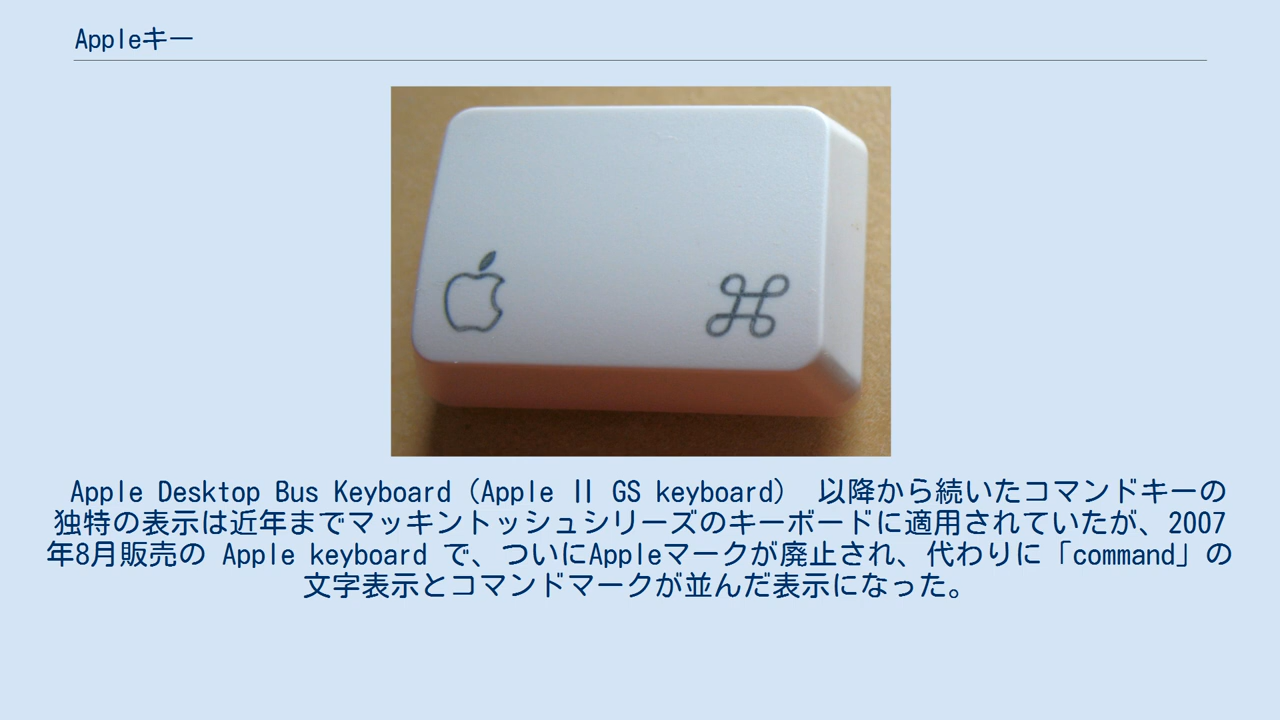 Appleキー
Apple Desktop Bus Keyboard（Apple II GS keyboard） 以降から続いたコマンドキーの
独特の表示は近年までマッキントッシュシリーズのキーボードに適用されていたが、2007
年8月販売の Apple keyboard で、ついにAppleマークが廃止され、代わりに「command」の
文字表示とコマンドマークが並んだ表示になった。